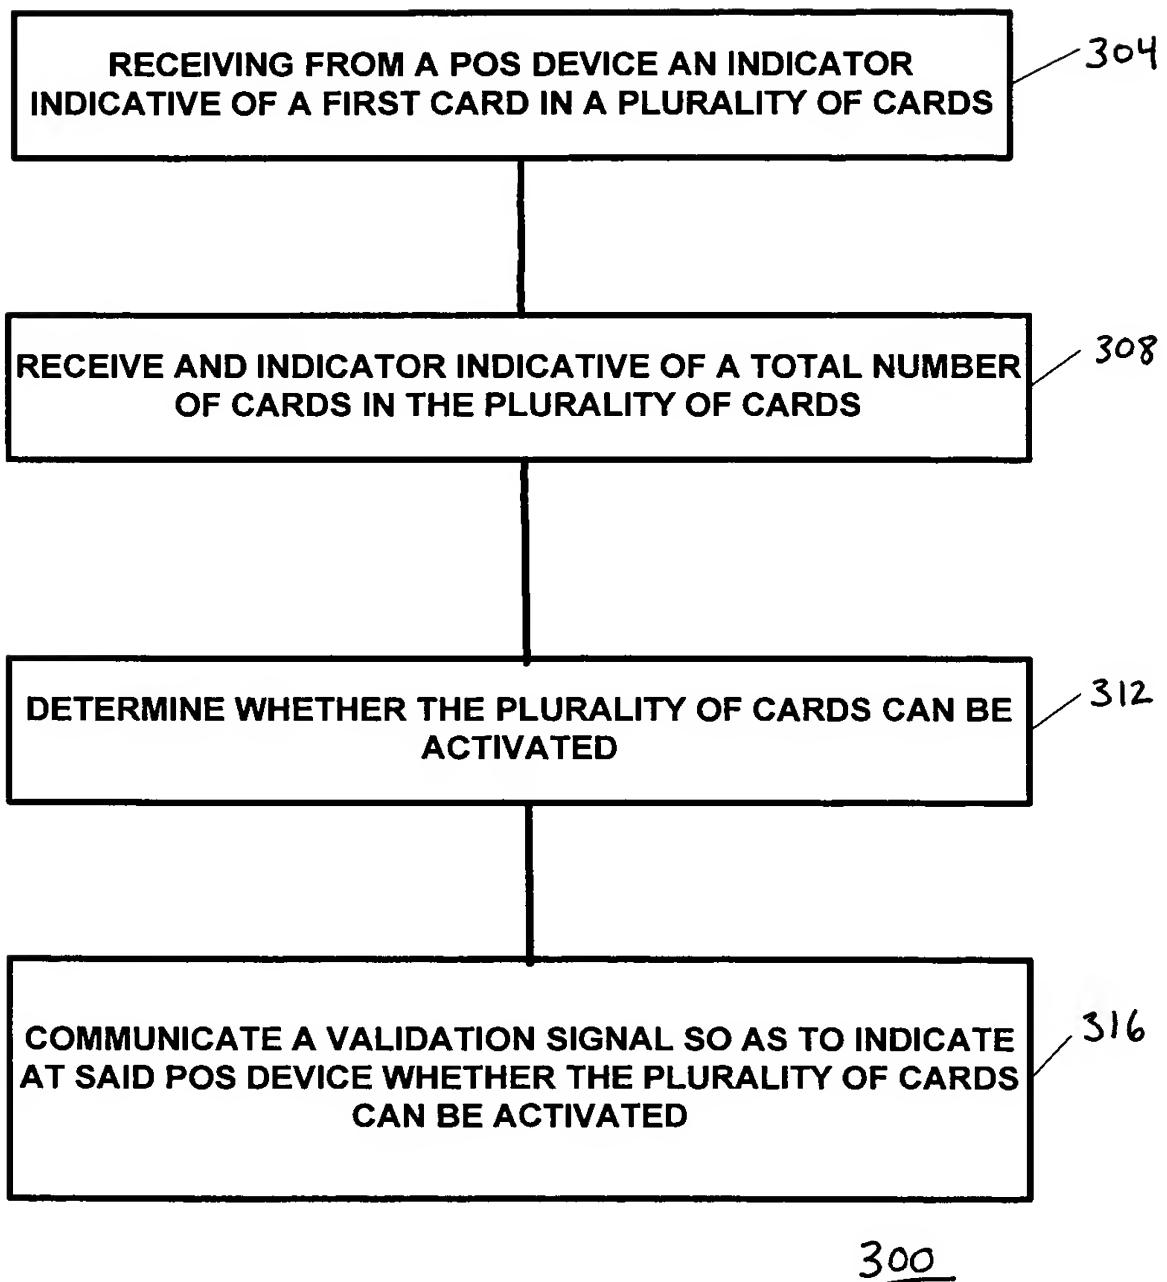 RECEIVING FROM A POS DEVICE AN INDICATOR
INDICATIVE OF A FIRST CARD IN A PLURALITY OF CARDS
304
RECEIVE AND INDICATOR INDICATIVE OF A TOTAL NUMBER
OF CARDS IN THE PLURALITY OF CARDS
308
DETERMINE WHETHER THE PLURALITY OF CARDS CAN BE
ACTIVATED
312
COMMUNICATE A VALIDATION SIGNAL SO AS TO INDICATE
AT SAID POS DEVICE WHETHER THE PLURALITY OF CARDS
CAN BE ACTIVATED
316
300